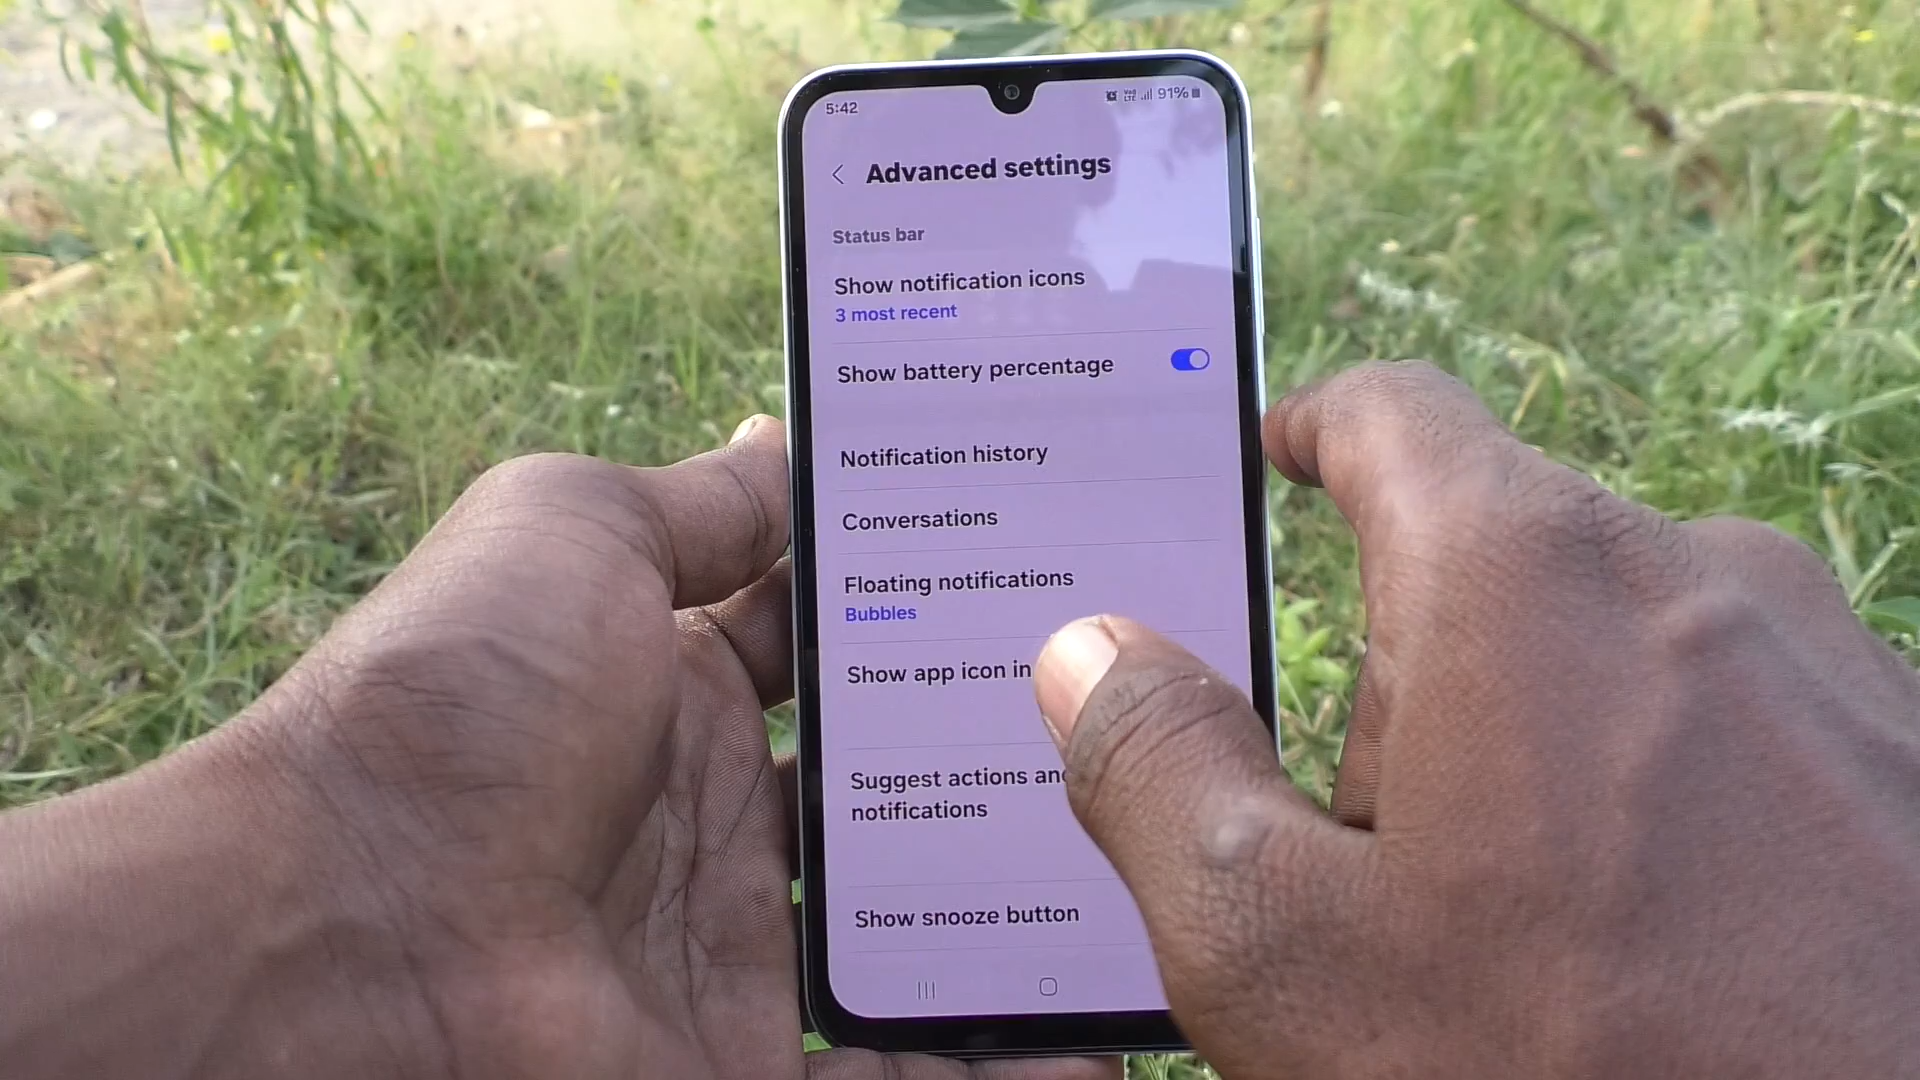 5:42
91%
Advanced settings
Status bar
Show notification icons
3 most recent
Show battery percentage
Notification history
Conversations
Floating notifications
Bubbles
Show app icon in
Suggest actions and
notifications
Show snooze button